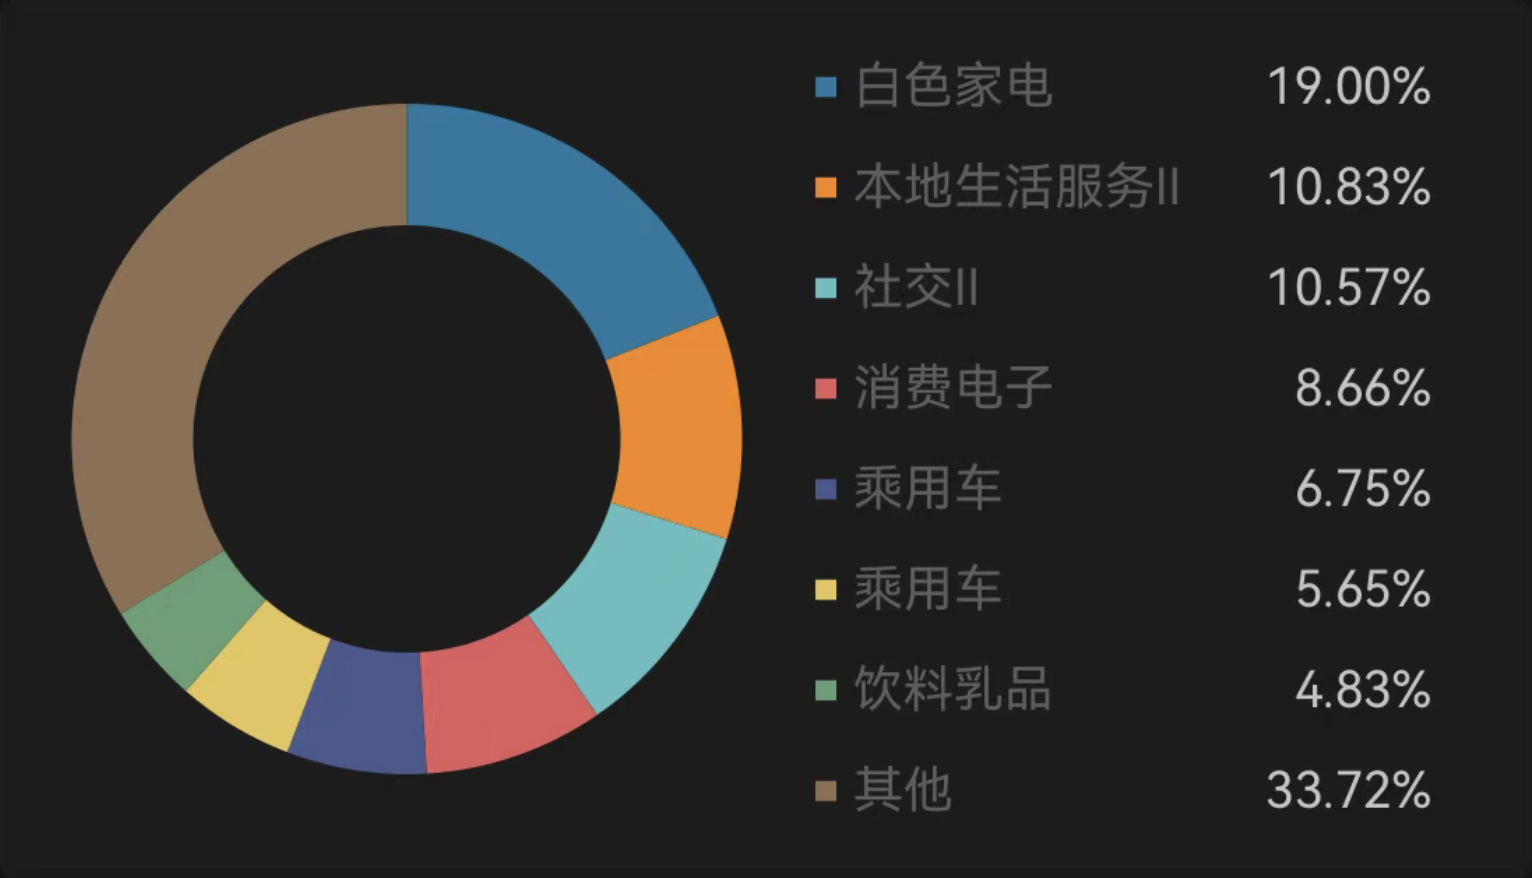 白色家电 19.00%
本地生活服务II 10.83%
社交II 10.57%
消费电子 8.66%
乘用车 6.75%
乘用车 5.65%
饮料乳品 4.83%
其他 33.72%